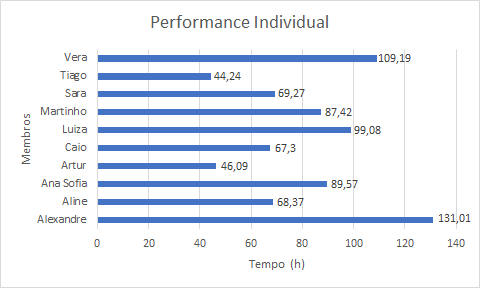 Performance Individual
Vera 109,19
Tiago 44,24
Sara 69,27
Martinho 87,42
Luiza 99,08
Caio 67,3
Artur 46,09
Ana Sofia 89,57
Aline 68,37
Alexandre 131,01
Membros
0 20 40 60 80 100 120 140
Tempo (h)